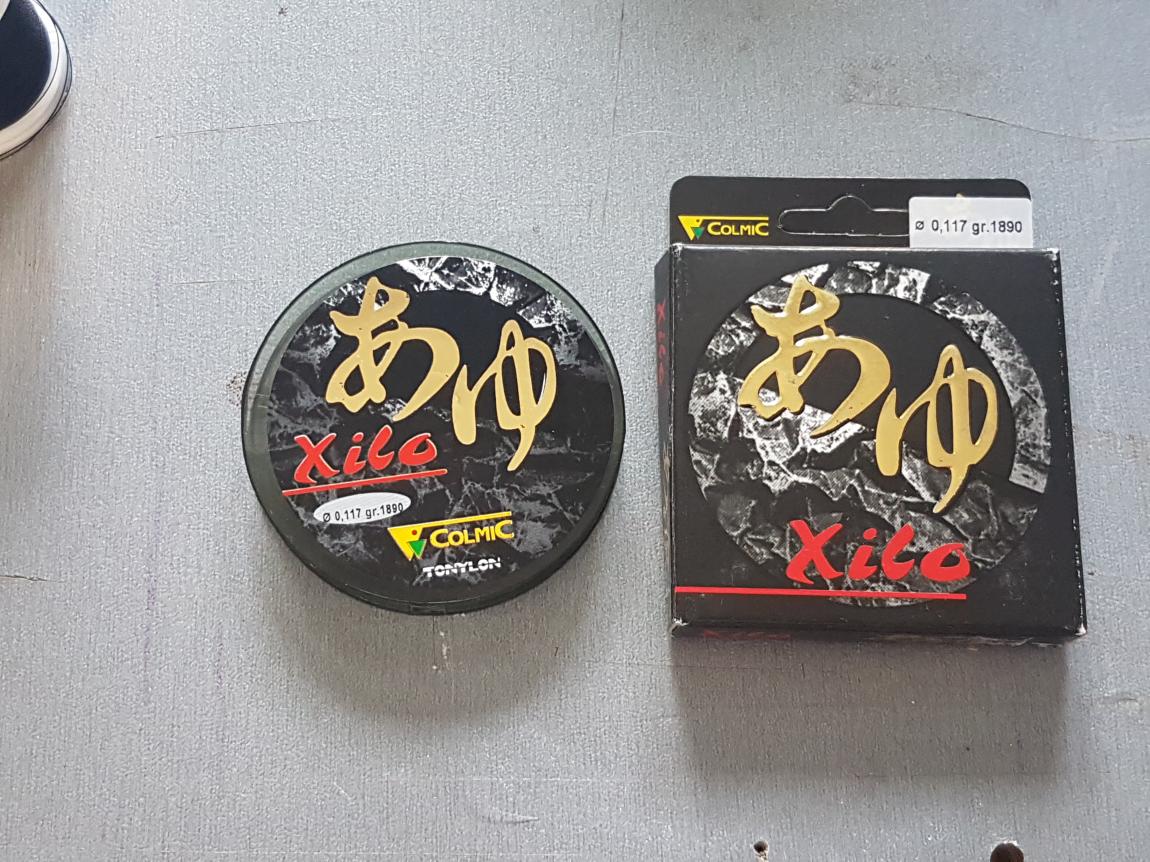 あゆ
Xilo
Ø 0,117 gr.1890
COLMIC
TONYLON
COLMIC
Ø 0,117 gr.1890
あゆ
Xilo